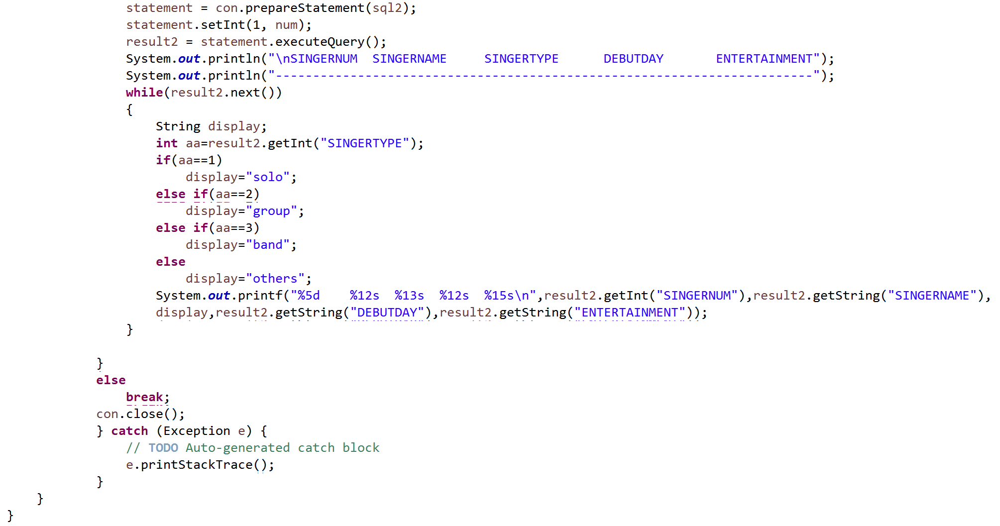 statement = con.prepareStatement(sql2);
statement.setInt(1, num);
result2 = statement.executeQuery();
System.out.println("\nSINGERNUM  SINGERNAME     SINGERTYPE      DEBUTDAY       ENTERTAINMENT");
System.out.println("------------------------------------------------------------------------");
while(result2.next())
{
String display;
int aa=result2.getInt("SINGERTYPE");
if(aa==1)
display="solo";
else if(aa==2)
display="group";
else if(aa==3)
display="band";
else
display="others";
System.out.printf("%5d    %12s  %13s  %12s  %15s\n",result2.getInt("SINGERNUM"),result2.getString("SINGERNAME"),
display,result2.getString("DEBUTDAY"),result2.getString("ENTERTAINMENT"));
}
}
else
break;
con.close();
} catch (Exception e) {
// TODO Auto-generated catch block
e.printStackTrace();
}
}
}